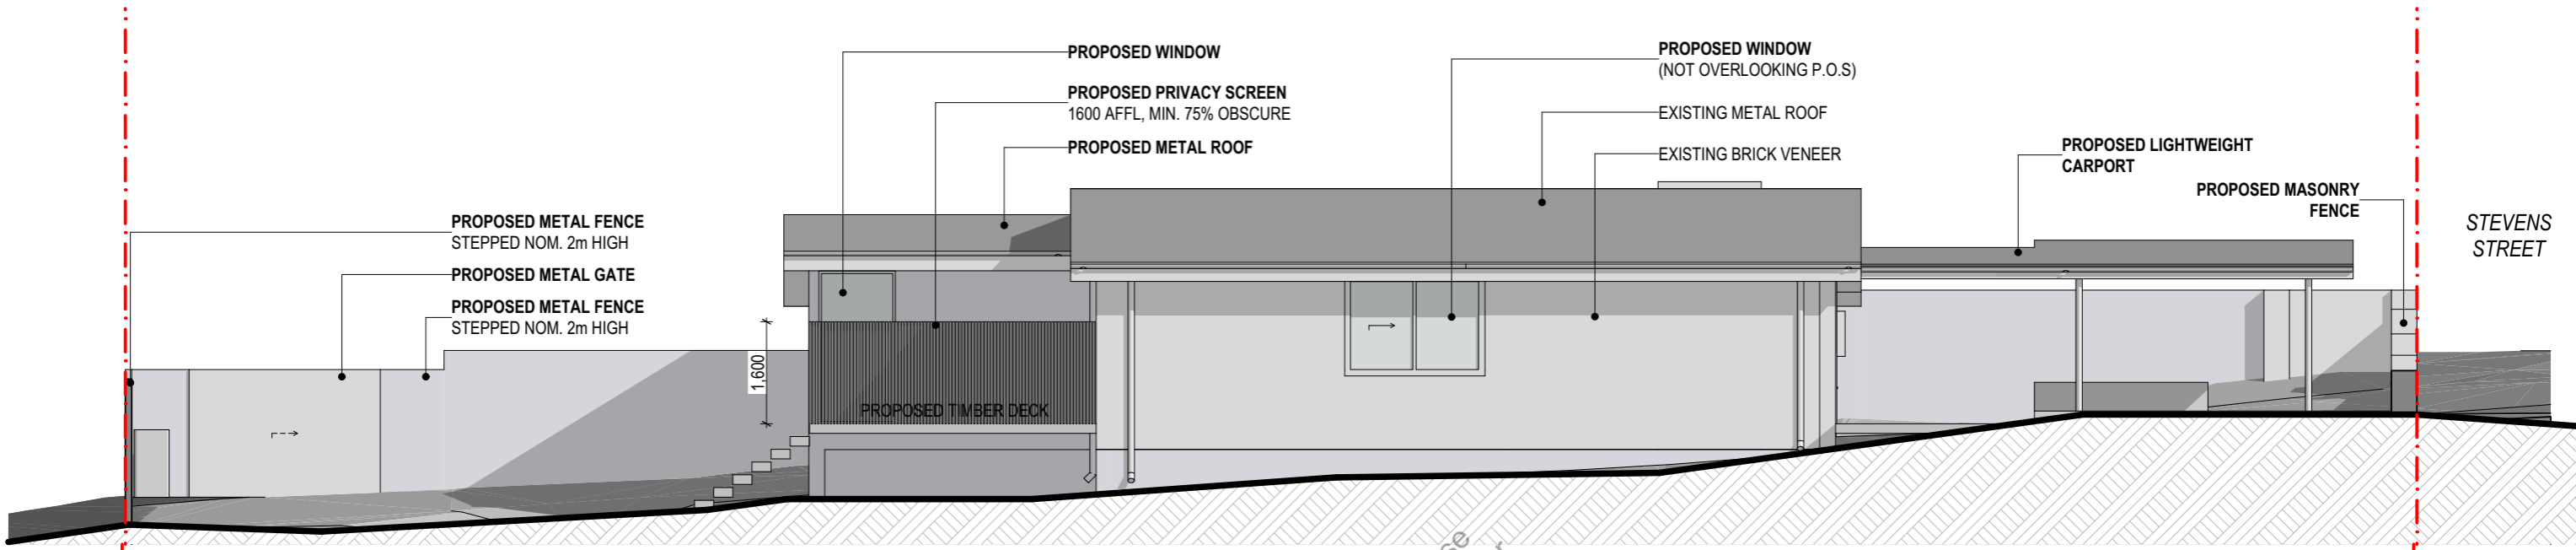 PROPOSED WINDOW
PROPOSED PRIVACY SCREEN
1600 AFFL, MIN. 75% OBSCURE
PROPOSED METAL ROOF
PROPOSED WINDOW
(NOT OVERLOOKING P.O.S)
EXISTING METAL ROOF
EXISTING BRICK VENEER
PROPOSED LIGHTWEIGHT
CARPORT
PROPOSED MASONRY
FENCE
STEVENS
STREET
PROPOSED METAL FENCE
STEPPED NOM. 2m HIGH
PROPOSED METAL GATE
PROPOSED METAL FENCE
STEPPED NOM. 2m HIGH
1,600
PROPOSED TIMBER DECK